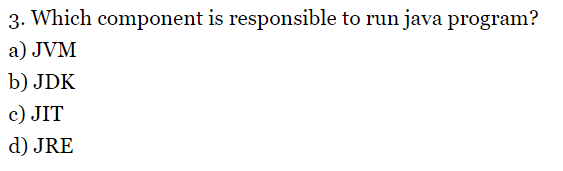 3. Which component is responsible to run java program?
a) JVM
b) JDK
c) JIT
d) JRE